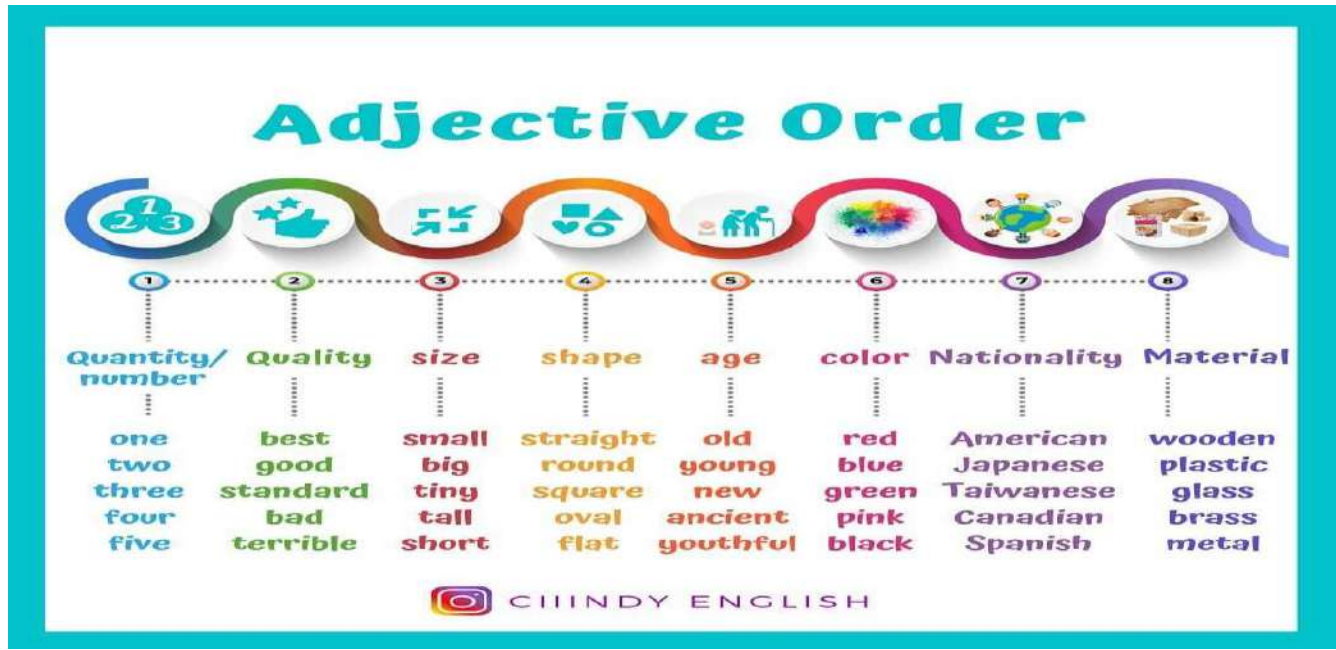 Adjective Order
1 2 3
1 2 3 4 5 6 7 8
Quantity/ Quality size shape age color Nationality Material
number
one best small straight old red American wooden
two good big round young blue Japanese plastic
three standard tiny square new green Taiwanese glass
four bad tall oval ancient pink Canadian brass
five terrible short flat youthful black Spanish metal
CIIINDY ENGLISH